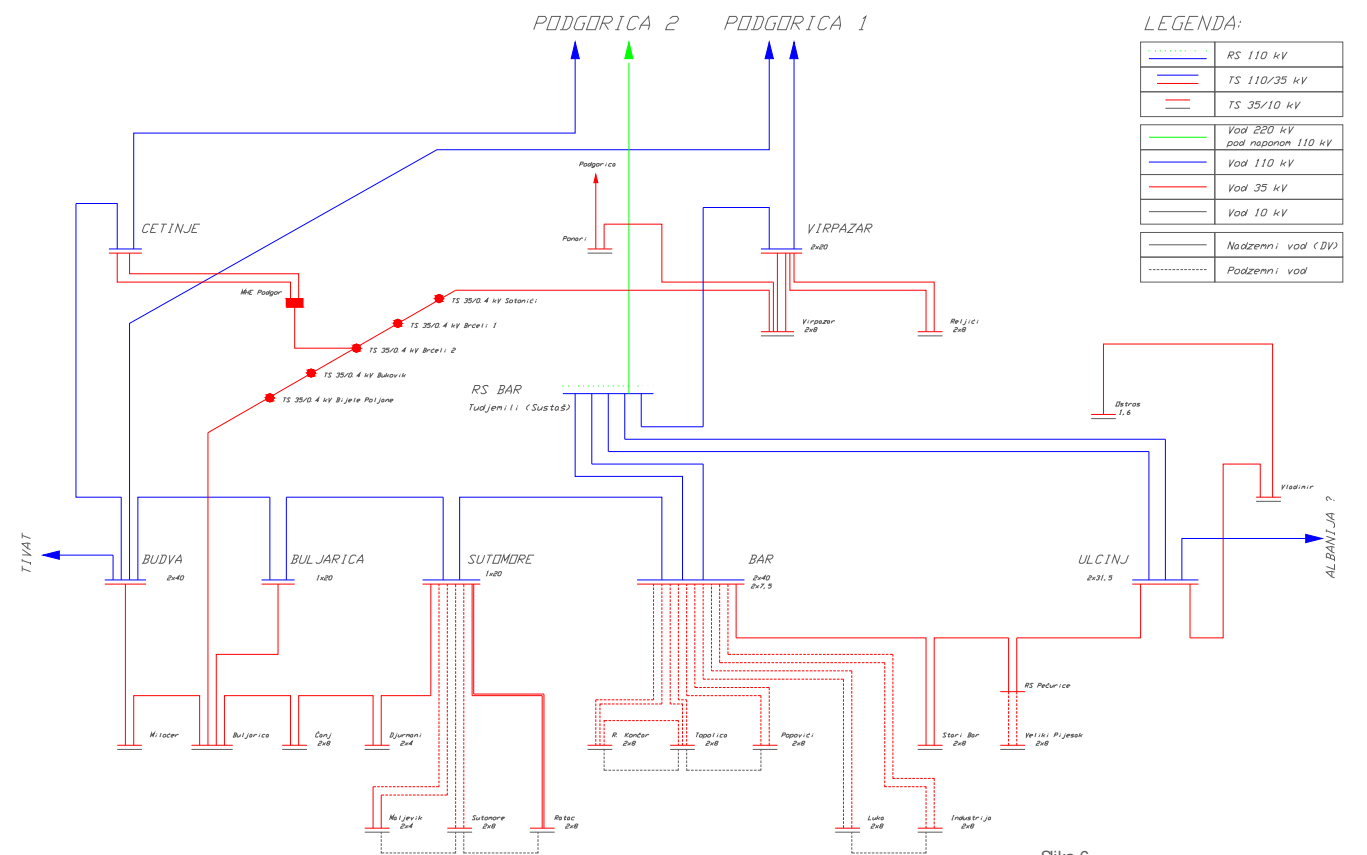 PODGORICA 2
PODGORICA 1
LEGENDA:
RS 110 kV
TS 110/35 kV
TS 35/10 kV
Vod 220 kV
pod naponom 110 kV
Vod 110 kV
Vod 35 kV
Vod 10 kV
Nadzemni vod (DV)
Podzemni vod
Podgorica
CETINJE
Ponari
VIRPAZAR
2x20
MHE Podgor
TS 35/0.4 kV Sotonići
TS 35/0.4 kV Brčeli 1
TS 35/0.4 kV Brčeli 2
TS 35/0.4 kV Bukovik
TS 35/0.4 kV Bijele Poljane
Virpazar
2x8
Reljići
2x8
RS BAR
Tudjemili (Sustaš)
Ostros
1,6
Vladimir
TIVAT
ALBANIJA ?
BUDVA
2x40
BULJARICA
1x20
SUTOMORE
1x20
BAR
2x40
2x7,5
ULCINJ
2x31,5
RS Pečurice
Miločer
Buljarica
Čanj
2x8
Djurmani
2x4
R. Končar
2x8
Topolica
2x8
Popovići
2x8
Stari Bar
2x8
Veliki Pijesak
2x8
Maljevik
2x4
Sutomore
2x8
Ratac
2x8
Luka
2x8
Industrija
2x8